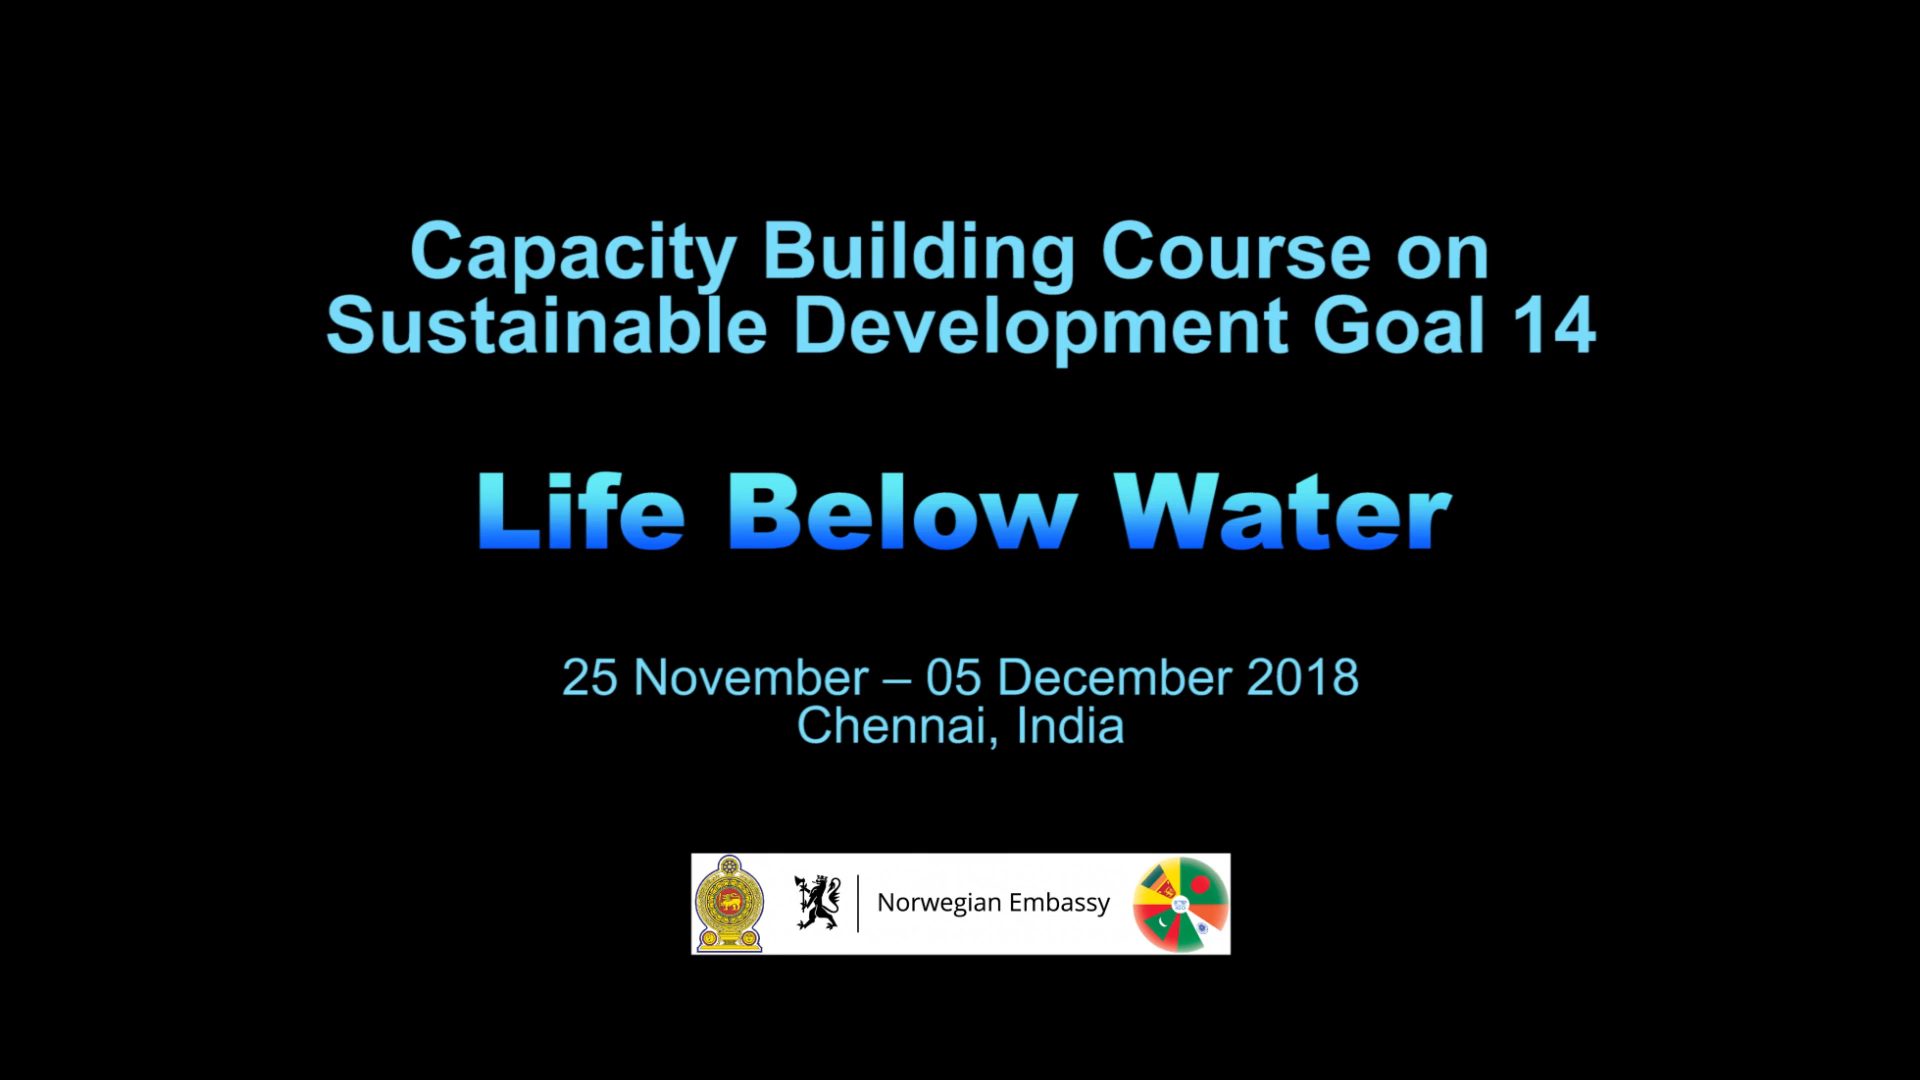 Capacity Building Course on
Sustainable Development Goal 14
Life Below Water
25 November – 05 December 2018
Chennai, India
Norwegian Embassy